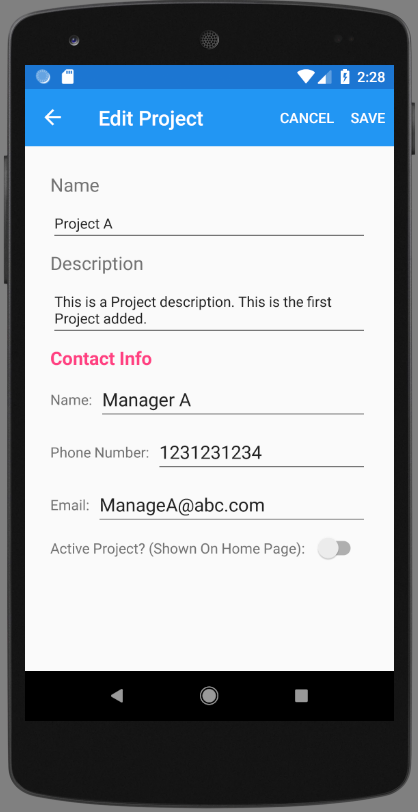 2:28
Edit Project CANCEL SAVE
Name
Project A
Description
This is a Project description. This is the first
Project added.
Contact Info
Name: Manager A
Phone Number: 1231231234
Email: ManageA@abc.com
Active Project? (Shown On Home Page):